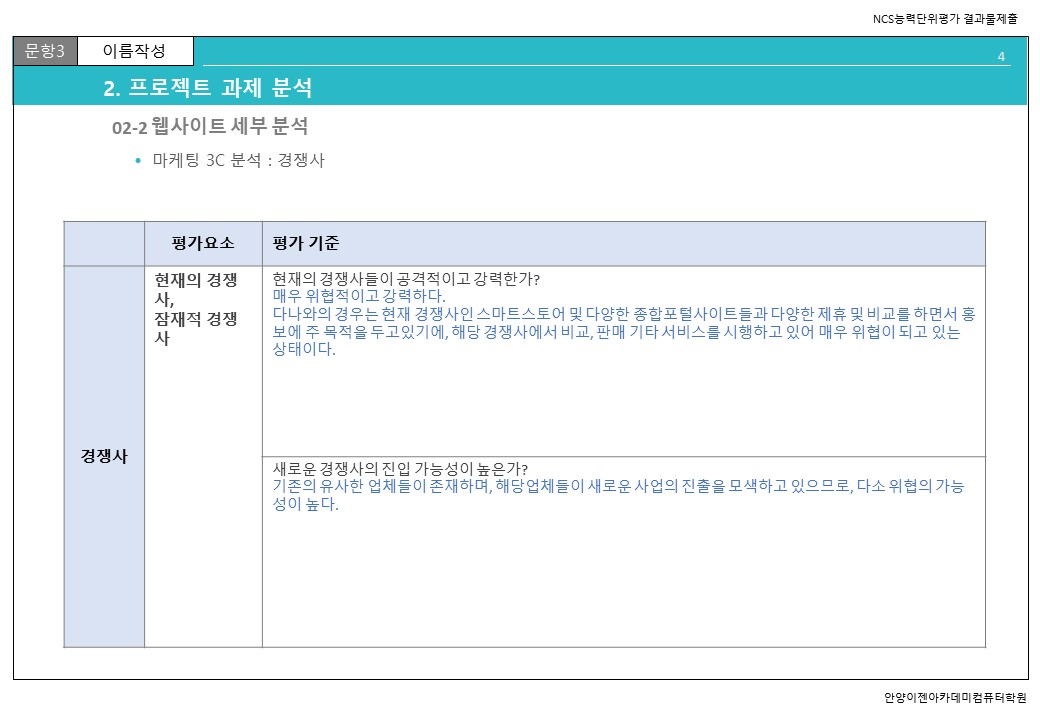 NCS능력단위평가 결과물제출
문항3
이름작성
4
2. 프로젝트 과제 분석
02-2 웹사이트 세부 분석
• 마케팅 3C 분석 : 경쟁사
평가요소
평가 기준
경쟁사
현재의 경쟁
사,
잠재적 경쟁
사
현재의 경쟁사들이 공격적이고 강력한가?
매우 위협적이고 강력하다.
다나와의 경우는 현재 경쟁사인 스마트스토어 및 다양한 종합포털사이트들과 다양한 제휴 및 비교를 하면서 홍
보에 주 목적을 두고있기에, 해당 경쟁사에서 비교, 판매 기타 서비스를 시행하고 있어 매우 위협이 되고 있는
상태이다.
새로운 경쟁사의 진입 가능성이 높은가?
기존의 유사한 업체들이 존재하며, 해당업체들이 새로운 사업의 진출을 모색하고 있으므로, 다소 위협의 가능
성이 높다.
안양이젠아카데미컴퓨터학원